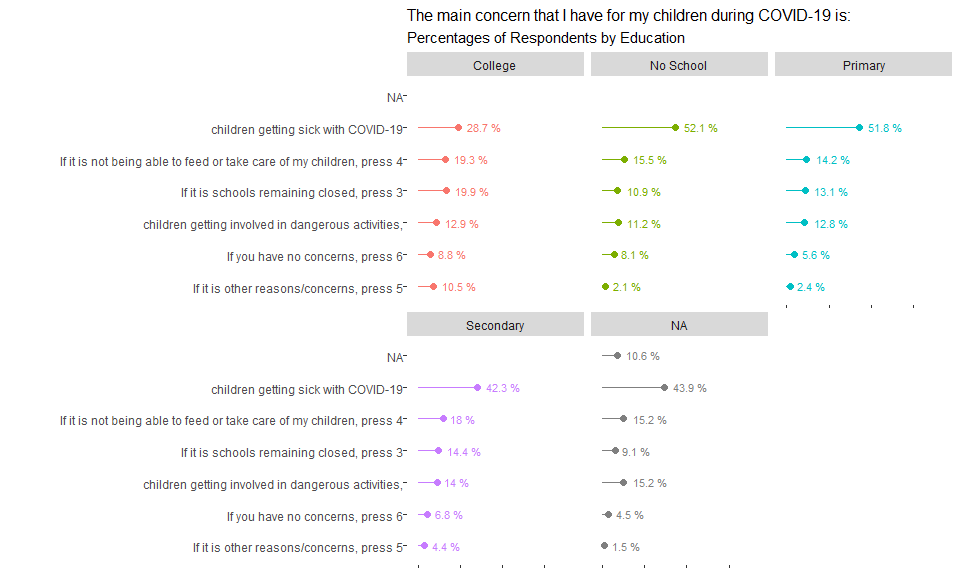 The main concern that I have for my children during COVID-19 is:
Percentages of Respondents by Education
College No School Primary
NA
children getting sick with COVID-19 28.7 % 52.1 % 51.8 %
If it is not being able to feed or take care of my children, press 4 19.3 % 15.5 % 14.2 %
If it is schools remaining closed, press 3 19.9 % 10.9 % 13.1 %
children getting involved in dangerous activities, 12.9 % 11.2 % 12.8 %
If you have no concerns, press 6 8.8 % 8.1 % 5.6 %
If it is other reasons/concerns, press 5 10.5 % 2.1 % 2.4 %
Secondary NA
NA 10.6 %
children getting sick with COVID-19 42.3 % 43.9 %
If it is not being able to feed or take care of my children, press 4 18 % 15.2 %
If it is schools remaining closed, press 3 14.4 % 9.1 %
children getting involved in dangerous activities, 14 % 15.2 %
If you have no concerns, press 6 6.8 % 4.5 %
If it is other reasons/concerns, press 5 4.4 % 1.5 %